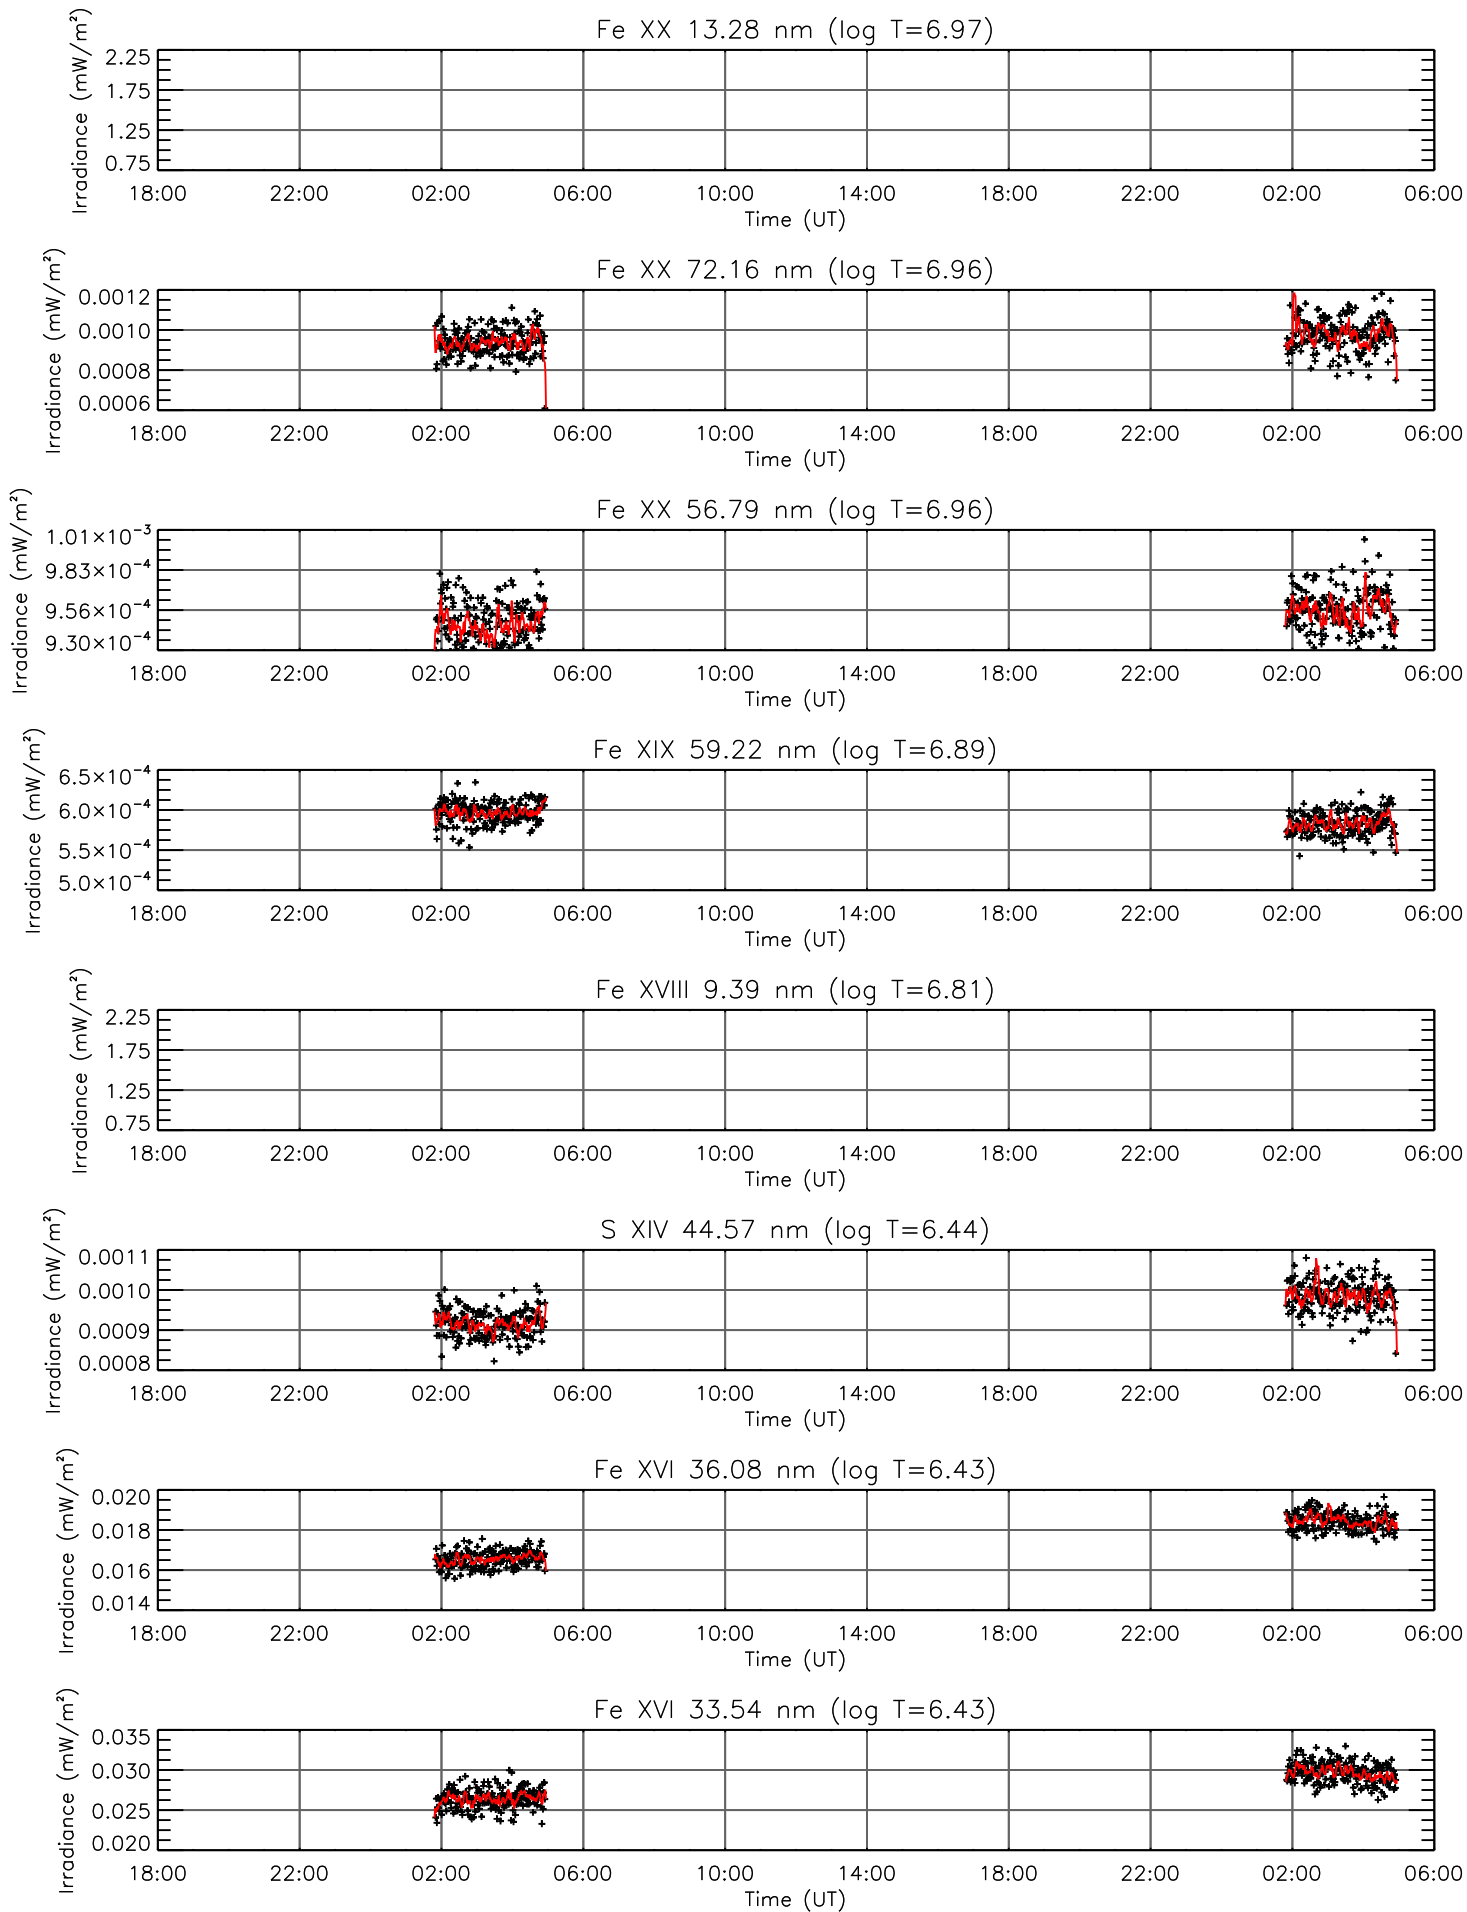 Fe XX 13.28 nm (log T=6.97)
Irradiance (mW/m²)
2.25
1.75
1.25
0.75
18:00 22:00 02:00 06:00 10:00 14:00 18:00 22:00 02:00 06:00
Time (UT)
Fe XX 72.16 nm (log T=6.96)
Irradiance (mW/m²)
0.0012
0.0010
0.0008
0.0006
18:00 22:00 02:00 06:00 10:00 14:00 18:00 22:00 02:00 06:00
Time (UT)
Fe XX 56.79 nm (log T=6.96)
Irradiance (mW/m²)
1.01×10⁻³
9.83×10⁻⁴
9.56×10⁻⁴
9.30×10⁻⁴
18:00 22:00 02:00 06:00 10:00 14:00 18:00 22:00 02:00 06:00
Time (UT)
Fe XIX 59.22 nm (log T=6.89)
Irradiance (mW/m²)
6.5×10⁻⁴
6.0×10⁻⁴
5.5×10⁻⁴
5.0×10⁻⁴
18:00 22:00 02:00 06:00 10:00 14:00 18:00 22:00 02:00 06:00
Time (UT)
Fe XVIII 9.39 nm (log T=6.81)
Irradiance (mW/m²)
2.25
1.75
1.25
0.75
18:00 22:00 02:00 06:00 10:00 14:00 18:00 22:00 02:00 06:00
Time (UT)
S XIV 44.57 nm (log T=6.44)
Irradiance (mW/m²)
0.0011
0.0010
0.0009
0.0008
18:00 22:00 02:00 06:00 10:00 14:00 18:00 22:00 02:00 06:00
Time (UT)
Fe XVI 36.08 nm (log T=6.43)
Irradiance (mW/m²)
0.020
0.018
0.016
0.014
18:00 22:00 02:00 06:00 10:00 14:00 18:00 22:00 02:00 06:00
Time (UT)
Fe XVI 33.54 nm (log T=6.43)
Irradiance (mW/m²)
0.035
0.030
0.025
0.020
18:00 22:00 02:00 06:00 10:00 14:00 18:00 22:00 02:00 06:00
Time (UT)